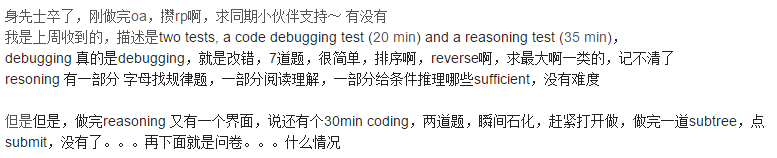 身先士卒了，刚做完oa，攒rp啊，求同期小伙伴支持～ 有没有
我是上周收到的，描述是two tests, a code debugging test (20 min) and a reasoning test (35 min)，
debugging 真的是debugging，就是改错，7道题，很简单，排序啊，reverse啊，求最大啊一类的，记不清了
resoning 有一部分 字母找规律题，一部分阅读理解，一部分给条件推理哪些sufficient，没有难度
但是但是，做完reasoning 又有一个界面，说还有个30min coding，两道题，瞬间石化，赶紧打开做，做完一道subtree，点
submit，没有了。。。再下面就是问卷。。。什么情况